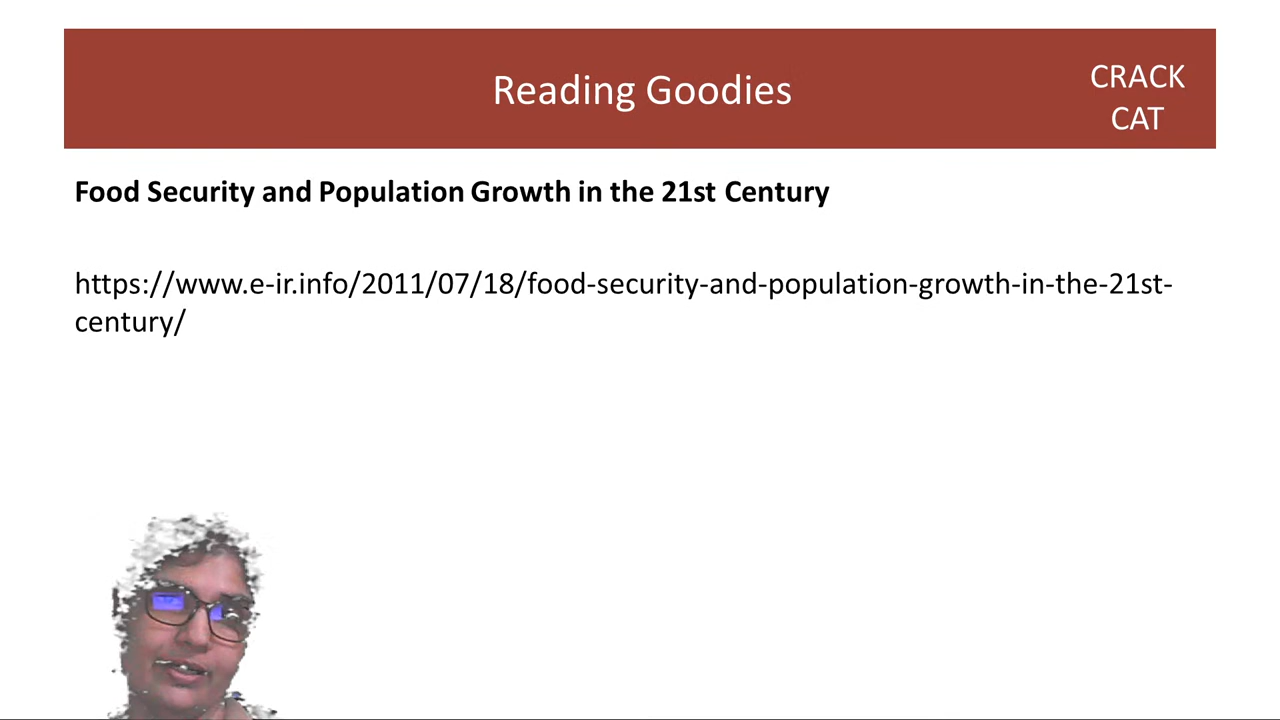 Reading Goodies
CRACK
CAT
Food Security and Population Growth in the 21st Century
https://www.e-ir.info/2011/07/18/food-security-and-population-growth-in-the-21st-
century/